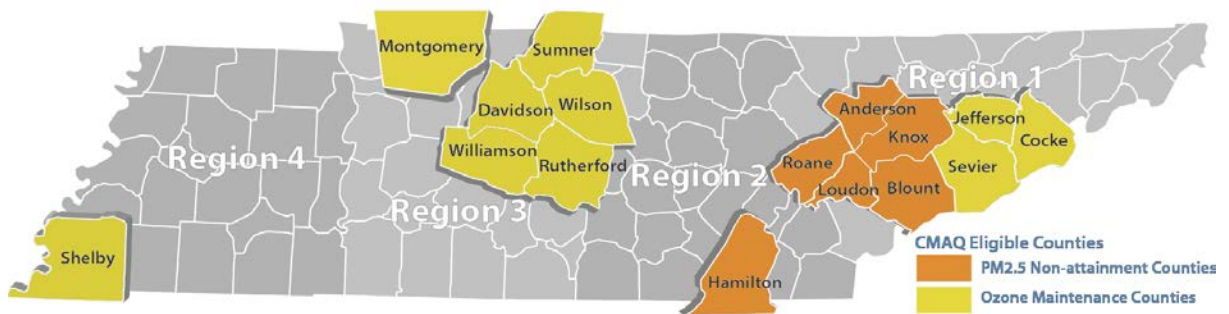 Montgomery
Sumner
Region 1
Davidson
Wilson
Anderson
Jefferson
Knox
Cocke
Region 4
Williamson
Rutherford
Region 2
Roane
Sevier
Loudon
Blount
Region 3
Shelby
Hamilton
CMAQ Eligible Counties
PM2.5 Non-attainment Counties
Ozone Maintenance Counties